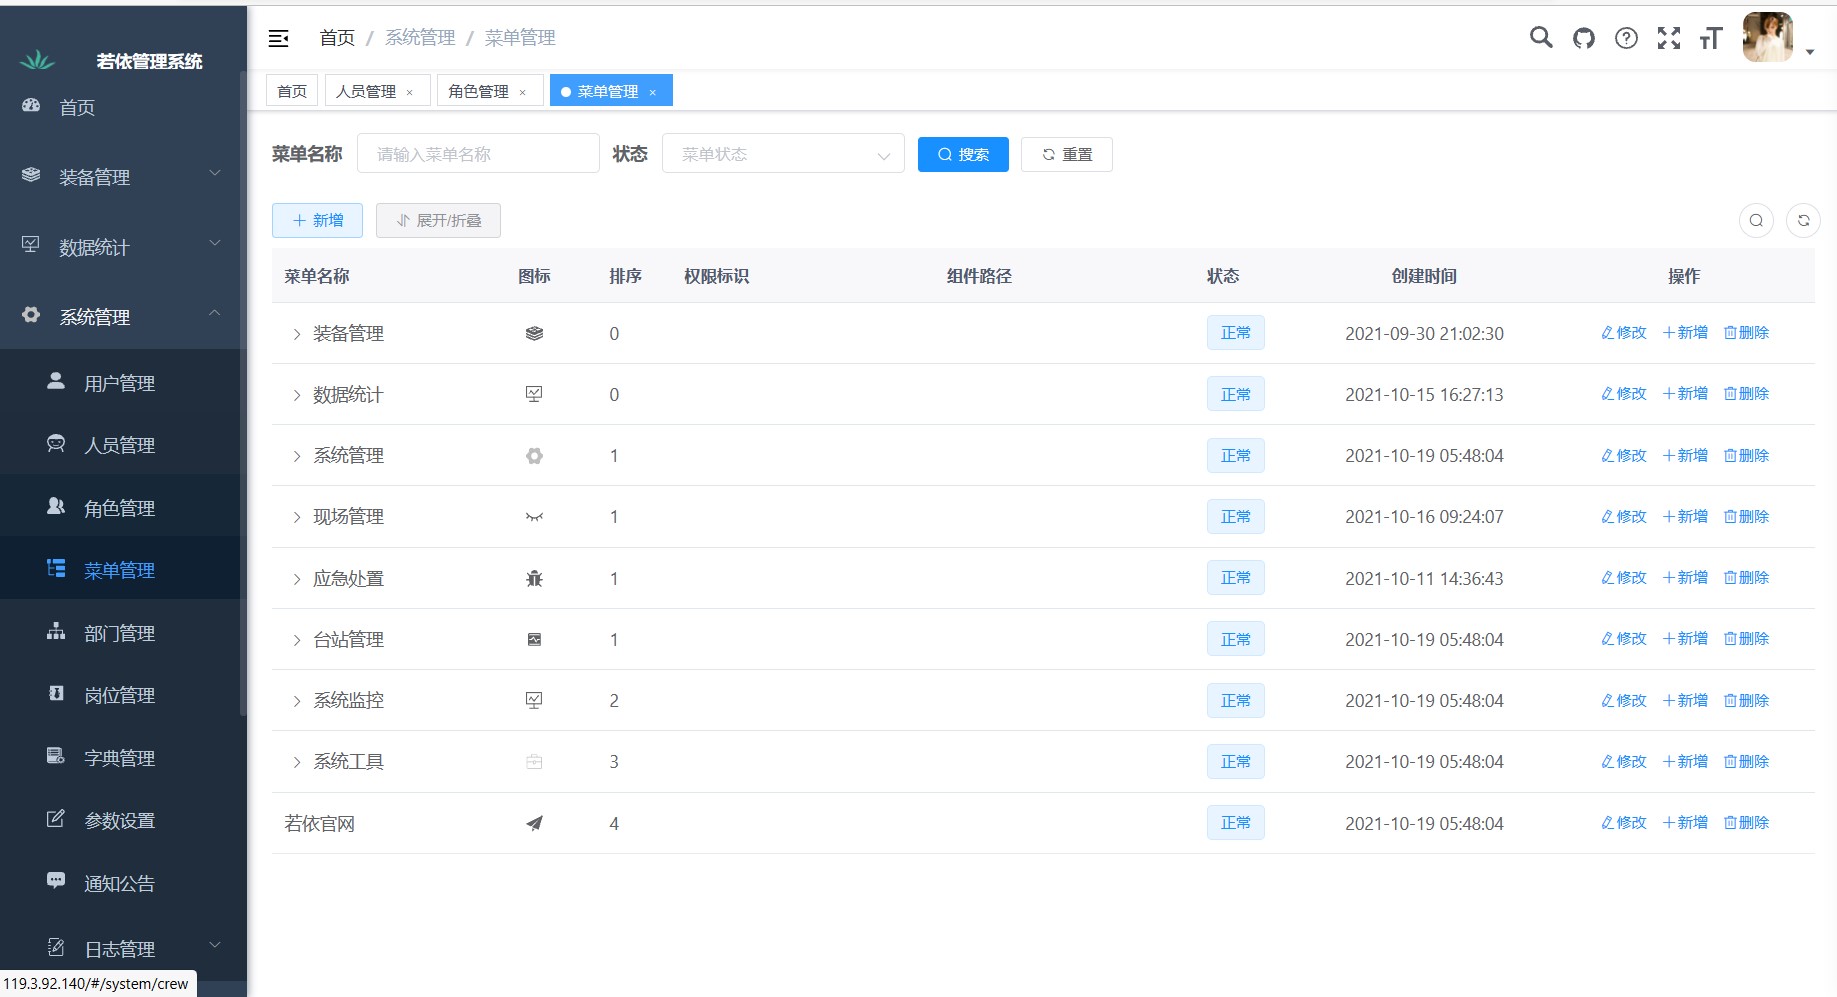 若依管理系统
首页
装备管理
数据统计
系统管理
用户管理
人员管理
角色管理
菜单管理
部门管理
岗位管理
字典管理
参数设置
通知公告
日志管理
119.3.92.140/#/system/crew
首页 / 系统管理 / 菜单管理
首页 人员管理 × 角色管理 × 菜单管理 ×
菜单名称 请输入菜单名称 状态 菜单状态 搜索 重置
新增 展开/折叠
菜单名称 图标 排序 权限标识 组件路径 状态 创建时间 操作
装备管理 0 正常 2021-09-30 21:02:30 修改 新增 删除
数据统计 0 正常 2021-10-15 16:27:13 修改 新增 删除
系统管理 1 正常 2021-10-19 05:48:04 修改 新增 删除
现场管理 1 正常 2021-10-16 09:24:07 修改 新增 删除
应急处置 1 正常 2021-10-11 14:36:43 修改 新增 删除
台站管理 1 正常 2021-10-19 05:48:04 修改 新增 删除
系统监控 2 正常 2021-10-19 05:48:04 修改 新增 删除
系统工具 3 正常 2021-10-19 05:48:04 修改 新增 删除
若依官网 4 正常 2021-10-19 05:48:04 修改 新增 删除